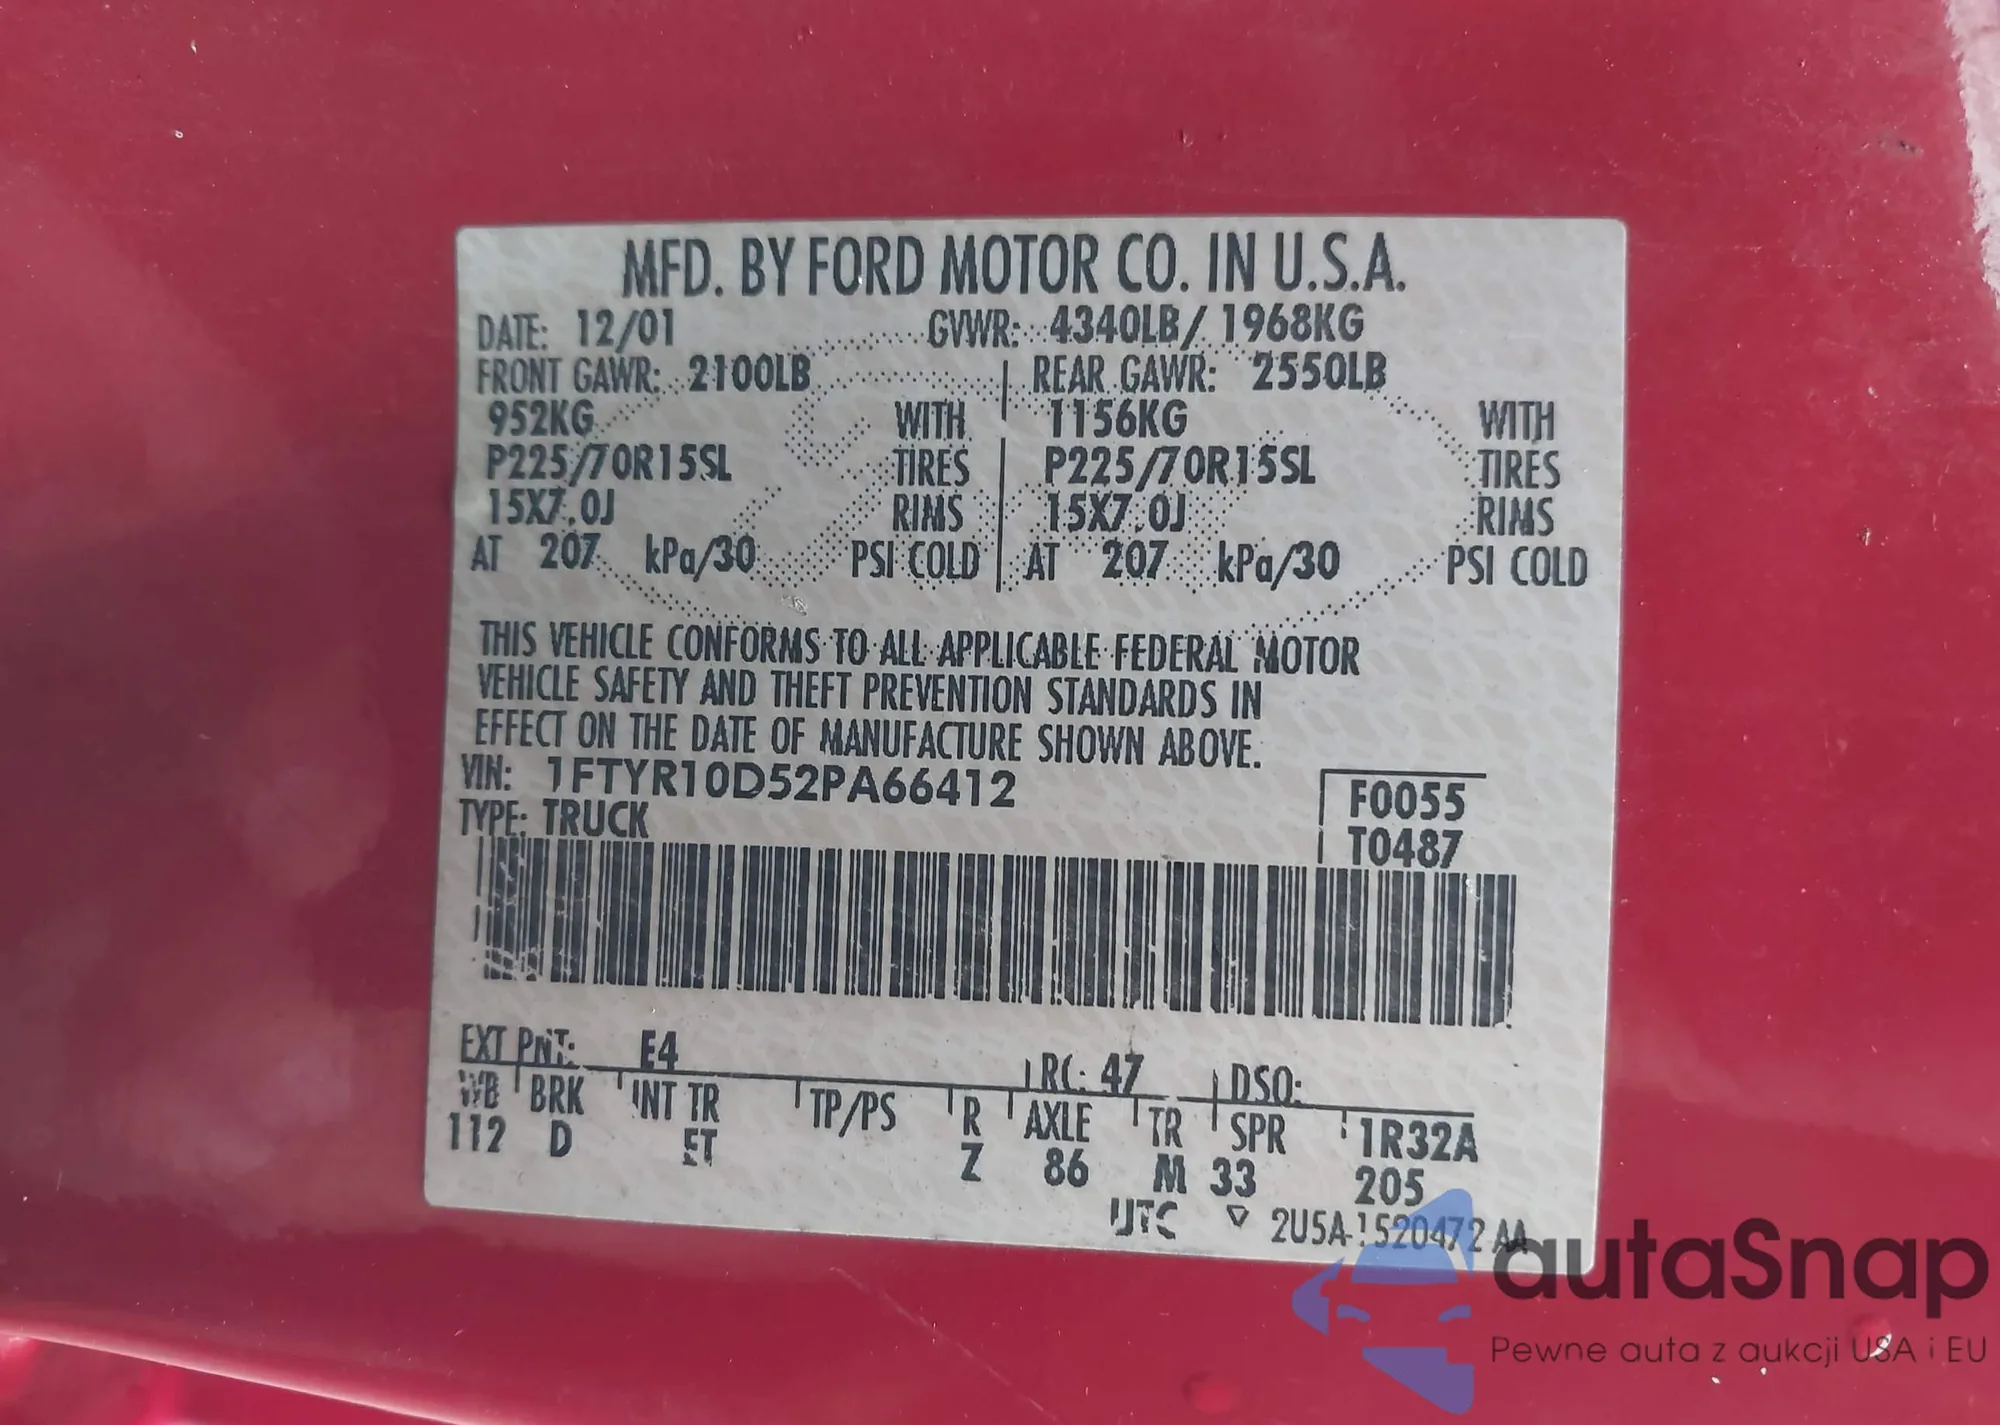 MFD. BY FORD MOTOR CO. IN U.S.A.
DATE: 12/01 GVWR: 4340LB/ 1968KG
FRONT GAWR: 2100LB REAR GAWR: 2550LB
952KG WITH 1156KG WITH
P225/70R15SL TIRES P225/70R15SL TIRES
15X7.0J RIMS 15X7.0J RIMS
AT 207 kPa/30 PSI COLD AT 207 kPa/30 PSI COLD
THIS VEHICLE CONFORMS TO ALL APPLICABLE FEDERAL MOTOR
VEHICLE SAFETY AND THEFT PREVENTION STANDARDS IN
EFFECT ON THE DATE OF MANUFACTURE SHOWN ABOVE.
VIN: 1FTYR10D52PA66412 F0055
TYPE: TRUCK T0487
EXT PNT: E4 RC: 47 DSO:
WB BRK INT TR TP/PS R AXLE TR SPR 1R32A
112 D ET Z 86 M 33 205
UTC ▽ 2U5A-1520472 AA
autaSnap
Pewne auta z aukcji USA i EU